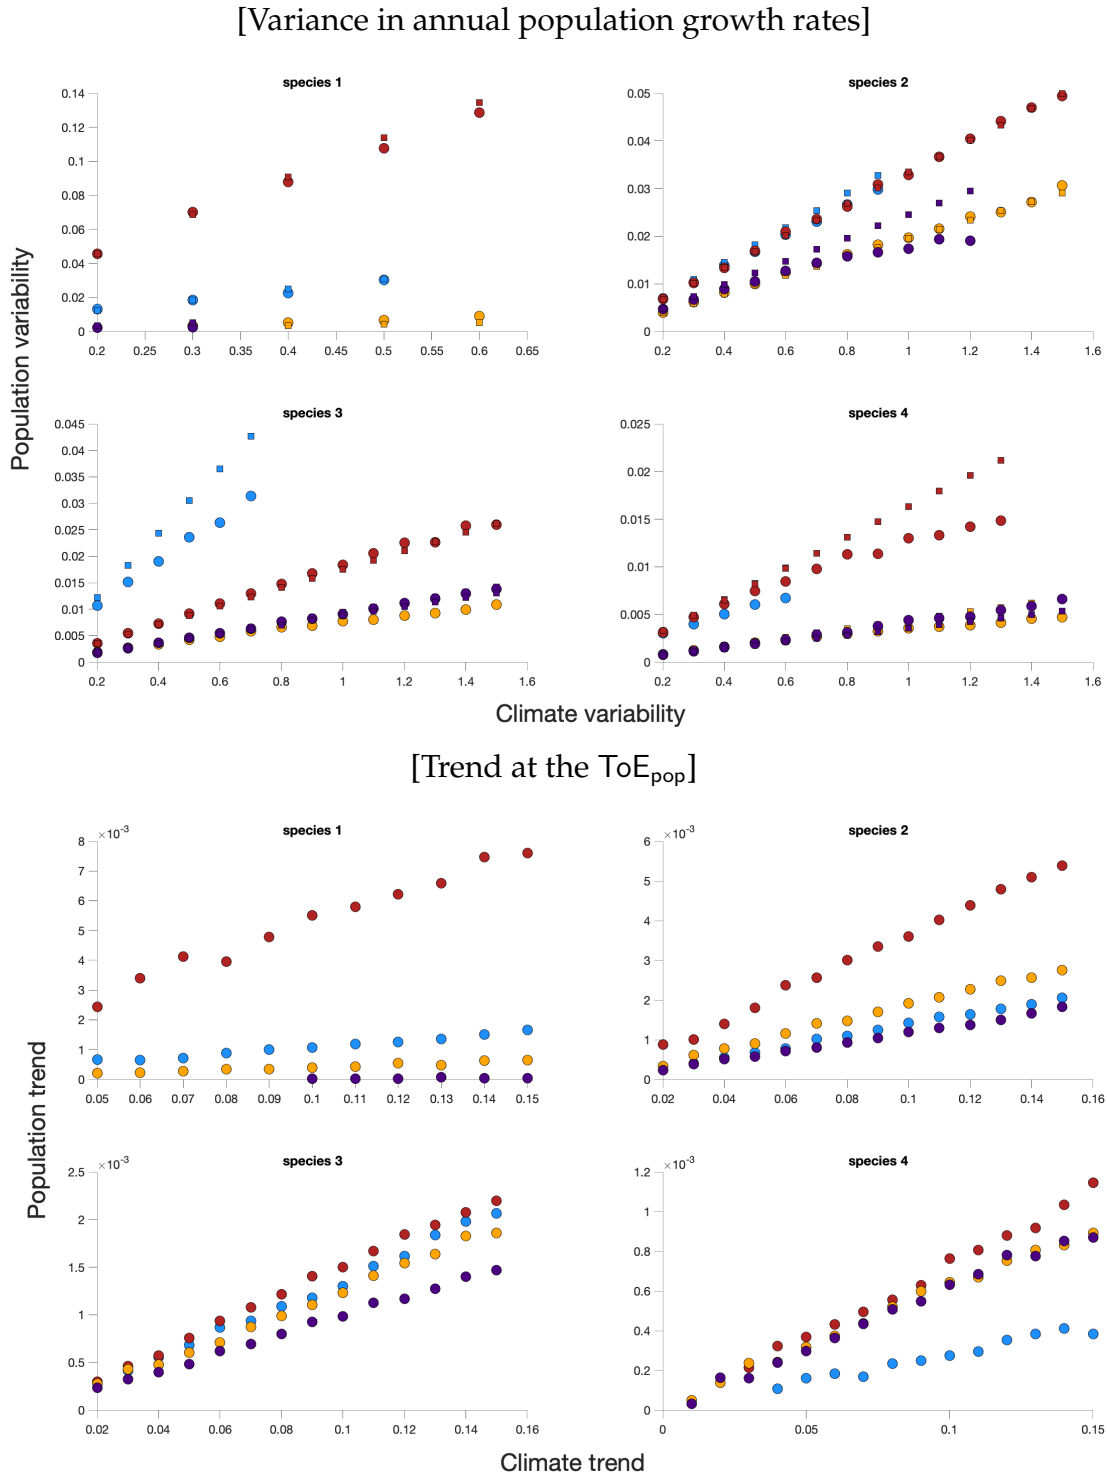 [Variance in annual population growth rates]
species 1
0.14
0.12
0.1
0.08
0.06
0.04
0.02
0
0.2 0.25 0.3 0.35 0.4 0.45 0.5 0.55 0.6 0.65
species 2
0.05
0.04
0.03
0.02
0.01
0
0.2 0.4 0.6 0.8 1 1.2 1.4 1.6
Population variability
species 3
0.045
0.04
0.035
0.03
0.025
0.02
0.015
0.01
0.005
0
0.2 0.4 0.6 0.8 1 1.2 1.4 1.6
species 4
0.025
0.02
0.015
0.01
0.005
0
0.2 0.4 0.6 0.8 1 1.2 1.4 1.6
Climate variability
[Trend at the ToEpop]
species 1
×10-3
8
7
6
5
4
3
2
1
0
0.05 0.06 0.07 0.08 0.09 0.1 0.11 0.12 0.13 0.14 0.15
species 2
×10-3
6
5
4
3
2
1
0
0.02 0.04 0.06 0.08 0.1 0.12 0.14 0.16
Population trend
species 3
×10-3
2.5
2
1.5
1
0.5
0
0.02 0.04 0.06 0.08 0.1 0.12 0.14 0.16
species 4
×10-3
1.2
1
0.8
0.6
0.4
0.2
0
0 0.05 0.1 0.15
Climate trend